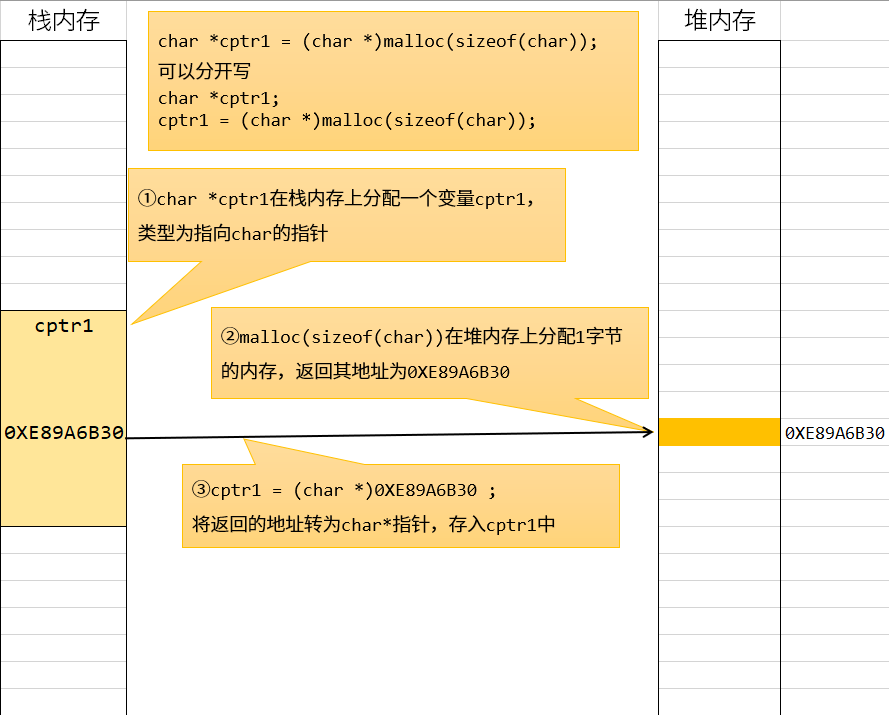 栈内存
堆内存
char *cptr1 = (char *)malloc(sizeof(char));
可以分开写
char *cptr1;
cptr1 = (char *)malloc(sizeof(char));
①char *cptr1在栈内存上分配一个变量cptr1，
类型为指向char的指针
cptr1
②malloc(sizeof(char))在堆内存上分配1字节
的内存，返回其地址为0XE89A6B30
0XE89A6B30
0XE89A6B30
③cptr1 = (char *)0XE89A6B30 ;
将返回的地址转为char*指针，存入cptr1中